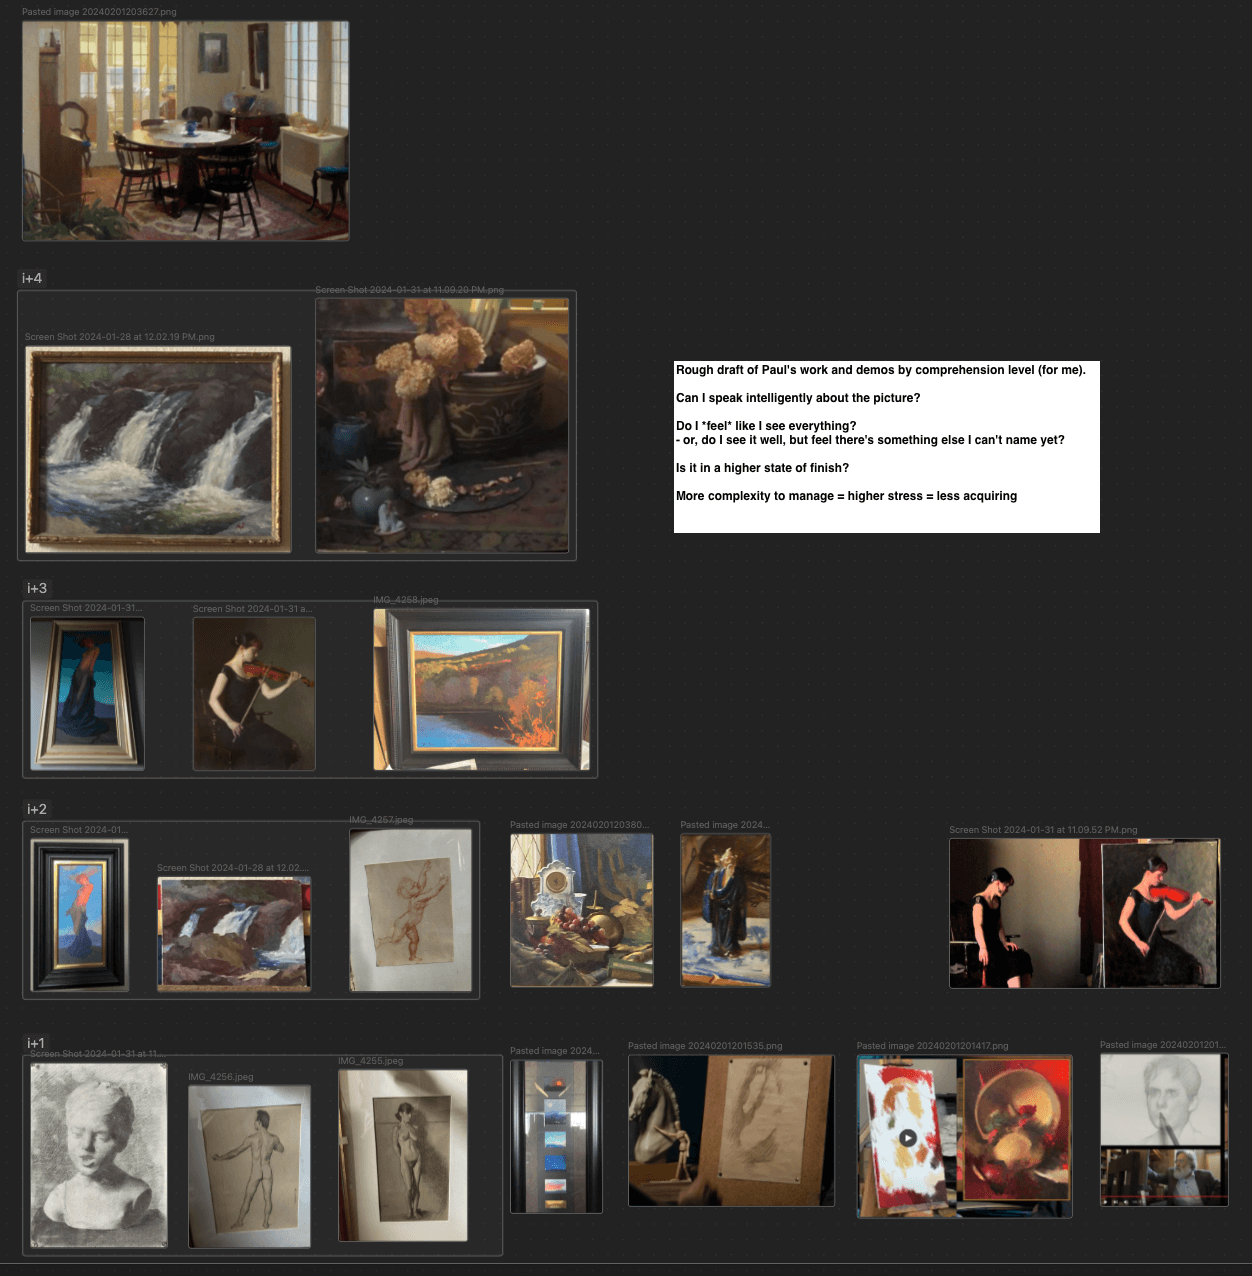 Pasted image 20240201203627.png
i+4
Screen Shot 2024-01-31 at 11.09.20 PM.png
Screen Shot 2024-01-28 at 12.02.19 PM.png
Rough draft of Paul's work and demos by comprehension level (for me).
Can I speak intelligently about the picture?
Do I *feel* like I see everything?
- or, do I see it well, but feel there's something else I can't name yet?
Is it in a higher state of finish?
More complexity to manage = higher stress = less acquiring
i+3
Screen Shot 2024-01-31...
Screen Shot 2024-01-31 a...
IMG_4258.jpeg
i+2
Screen Shot 2024-01...
Screen Shot 2024-01-28 at 12.02....
IMG_4257.jpeg
Pasted image 2024020120380...
Pasted image 2024...
Screen Shot 2024-01-31 at 11.09.52 PM.png
i+1
Screen Shot 2024-01-31 at 11....
IMG_4256.jpeg
IMG_4255.jpeg
Pasted image 2024...
Pasted image 20240201201535.png
Pasted image 20240201201417.png
Pasted image 20240201201...